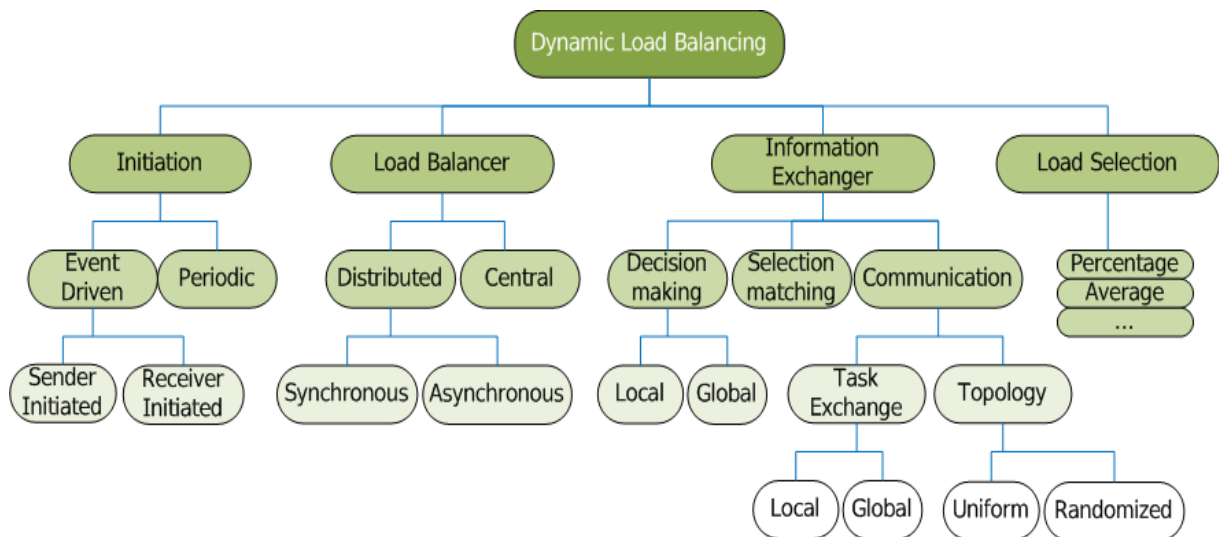 Dynamic Load Balancing
Initiation
Load Balancer
Information
Exchanger
Load Selection
Event
Driven
Periodic
Distributed
Central
Decision
making
Selection
matching
Communication
Percentage
Average
...
Sender
Initiated
Receiver
Initiated
Synchronous
Asynchronous
Local
Global
Task
Exchange
Topology
Local
Global
Uniform
Randomized